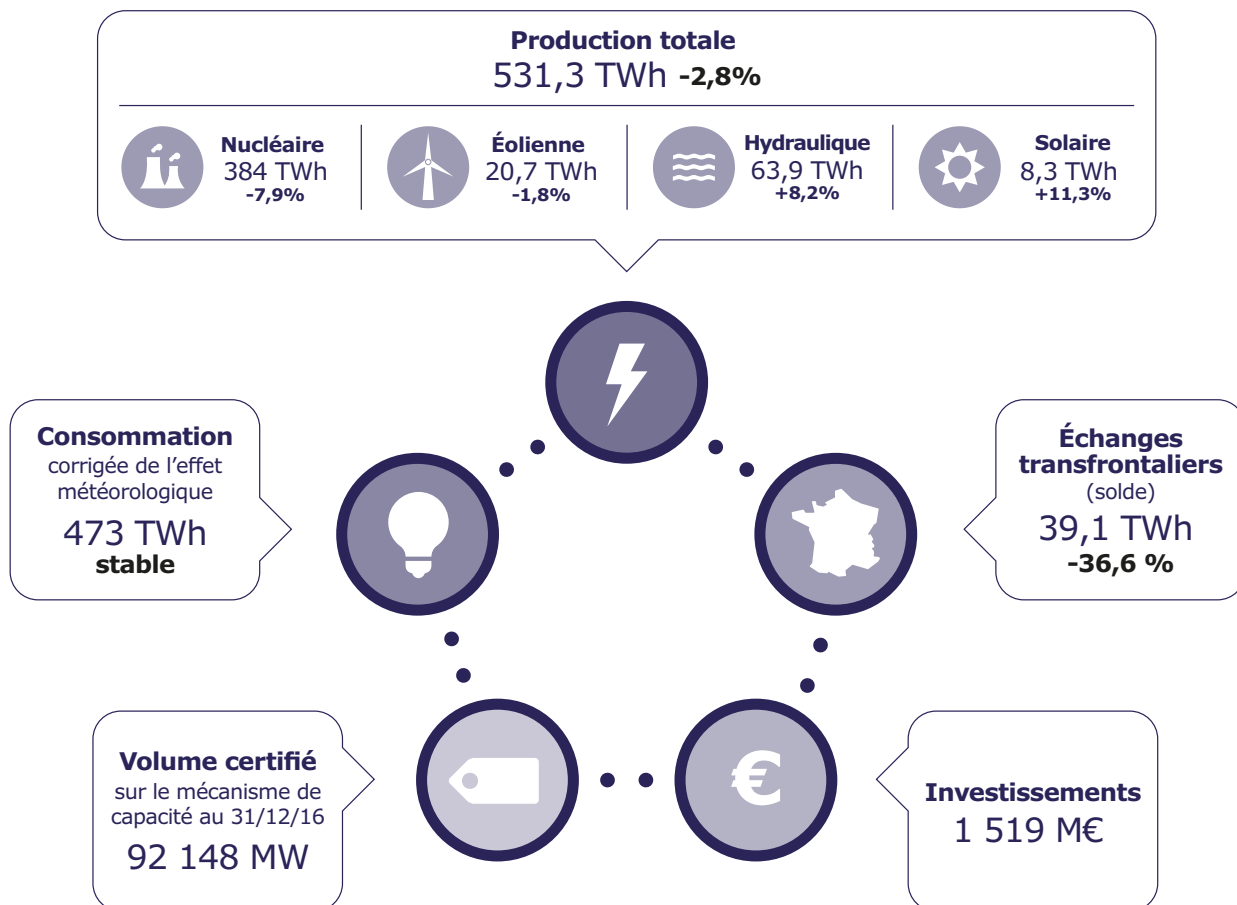 Production totale
531,3 TWh -2,8%
Nucléaire
384 TWh
-7,9%
Éolienne
20,7 TWh
-1,8%
Hydraulique
63,9 TWh
+8,2%
Solaire
8,3 TWh
+11,3%
Consommation
corrigée de l’effet
météorologique
473 TWh
stable
Échanges
transfrontaliers
(solde)
39,1 TWh
-36,6 %
Volume certifié
sur le mécanisme de
capacité au 31/12/16
92 148 MW
€
Investissements
1 519 M€